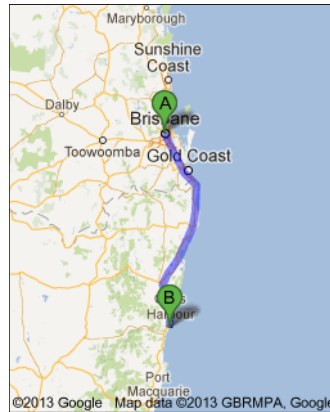 Maryborough
Sunshine
Coast
Dalby
A
Brisbane
Toowoomba
Gold Coast
B
Harbour
Port
Macquarie
©2013 Google Map data ©2013 GBRMPA, Google